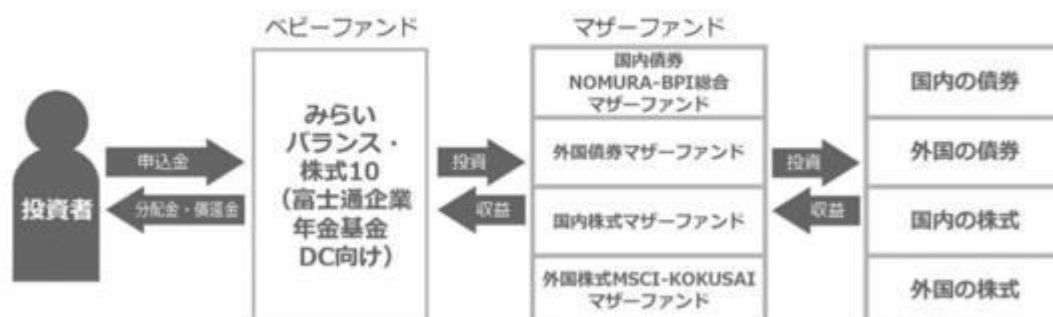 ベビーファンド
マザーファンド
投資者
申込金
分配金・償還金
みらい
バランス・
株式10
（富士通企業
年金基金
DC向け）
投資
収益
国内債券
NOMURA-BPI総合
マザーファンド
外国債券マザーファンド
国内株式マザーファンド
外国株式MSCI-KOKUSAI
マザーファンド
投資
収益
国内の債券
外国の債券
国内の株式
外国の株式